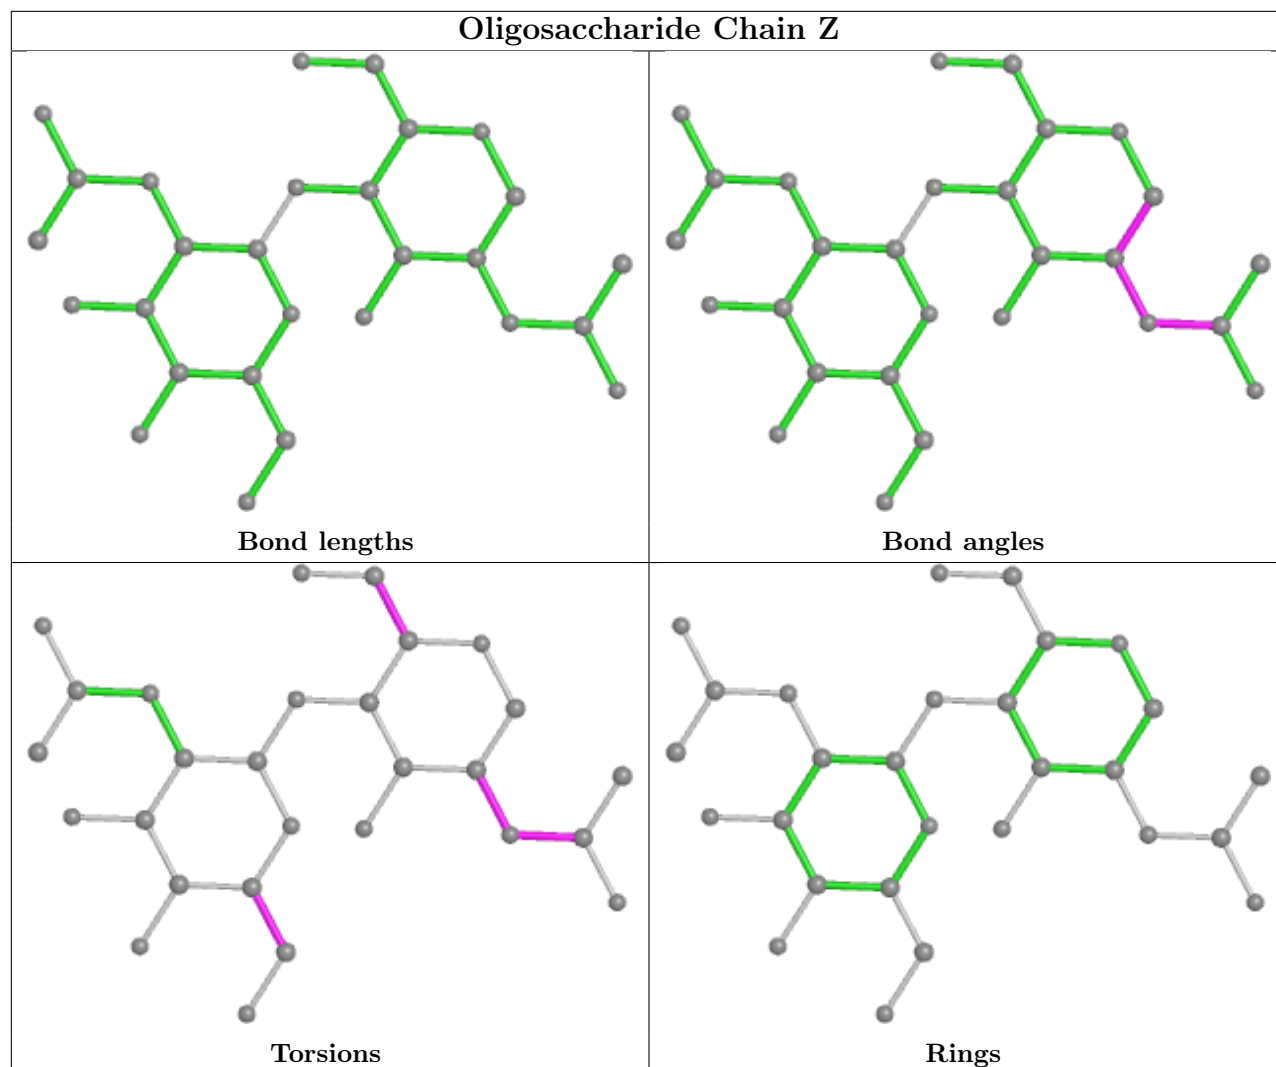 Oligosaccharide Chain Z
Bond lengths
Bond angles
Torsions
Rings